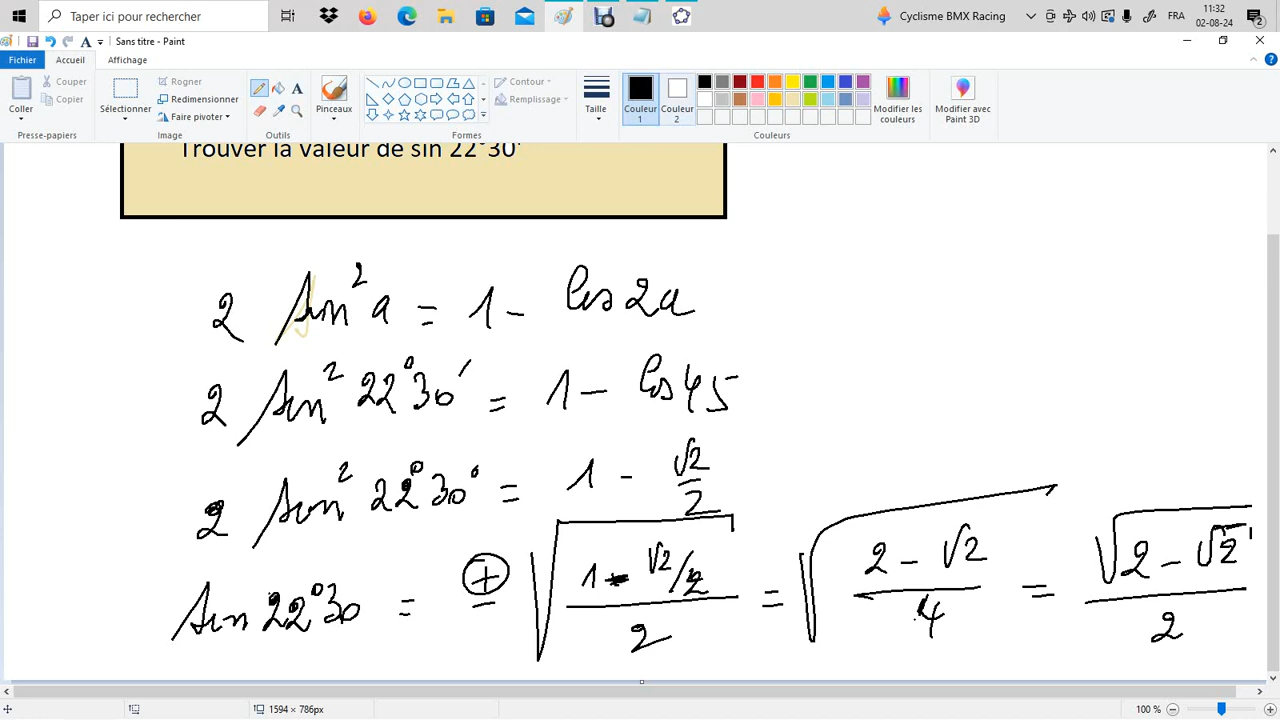 Taper ici pour rechercher
Cyclisme BMX Racing
FRA
11:32
02-08-24
2
Sans titre - Paint
Fichier Accueil Affichage
Coller
Couper
Copier
Presse-papiers
Sélectionner
Rogner
Redimensionner
Faire pivoter
Image
A
Outils
Pinceaux
Contour
Remplissage
Formes
Taille
Couleur 1
Couleur 2
Modifier les couleurs
Couleurs
Modifier avec Paint 3D
Trouver la valeur de sin 22°30'
2 sin² a = 1 - cos 2a
2 sin² 22°30' = 1 - cos 45
2 sin² 22°30' = 1 - √2/2
sin 22°30 = ± √((1 - √2/2)/2) = √((2 - √2)/4) = √(2 - √2)/2
1594 × 786px
100 %